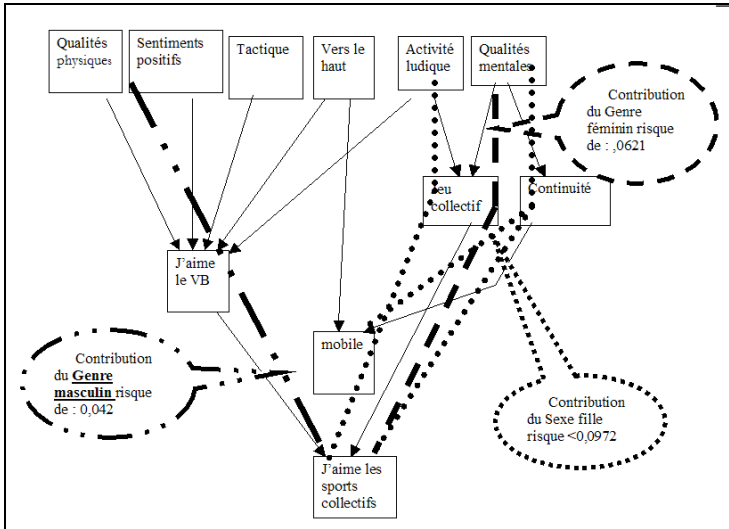 Qualités
physiques
Sentiments
positifs
Tactique
Vers le
haut
Activité
ludique
Qualités
mentales
Contribution
du Genre
féminin risque
de : ,0621
collectif
Continuité
J'aime
le VB
mobile
Contribution
du Genre
masculin risque
de : 0,042
Contribution
du Sexe fille
risque <0,0972
J'aime les
sports
collectifs